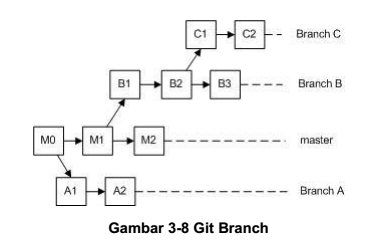 C1 C2 Branch C
B1 B2 B3 Branch B
M0 M1 M2 master
A1 A2 Branch A
Gambar 3-8 Git Branch